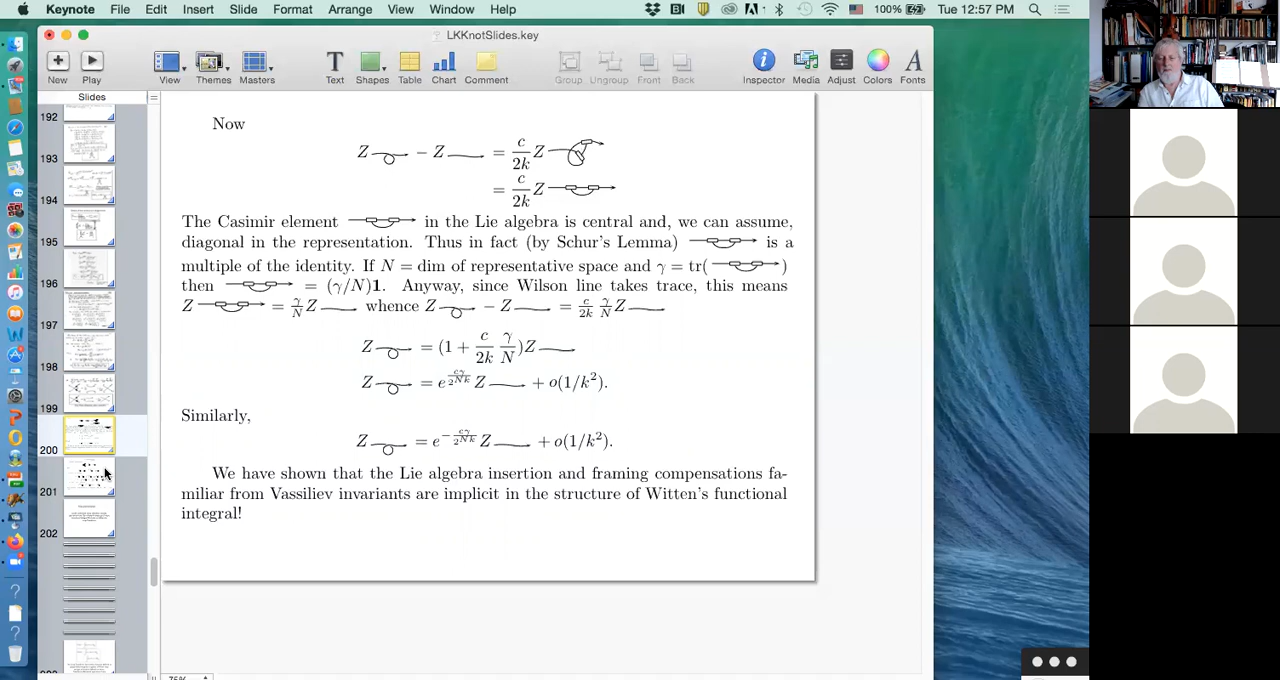 Keynote File Edit Insert Slide Format Arrange View Window Help 100% Tue 12:57 PM
LKKnotSlides.key
New Play View Themes Masters Text Shapes Table Chart Comment Group Ungroup Front Back Inspector Media Adjust Colors Fonts
Slides
192
193
194
195
196
197
198
199
200
201
202
Now
Z − Z = c/2k Z
= c/2k Z
The Casimir element in the Lie algebra is central and, we can assume,
diagonal in the representation. Thus in fact (by Schur's Lemma) is a
multiple of the identity. If N = dim of representative space and γ = tr( )
then = (γ/N)1. Anyway, since Wilson line takes trace, this means
Z = γ/N Z whence Z − Z = c/2k γ/N Z
Z = (1 + c/2k γ/N)Z
Z = e^{cγ/2Nk} Z + o(1/k²).
Similarly,
Z = e^{−cγ/2Nk} Z + o(1/k²).
We have shown that the Lie algebra insertion and framing compensations fa-
miliar from Vassiliev invariants are implicit in the structure of Witten's functional
integral!